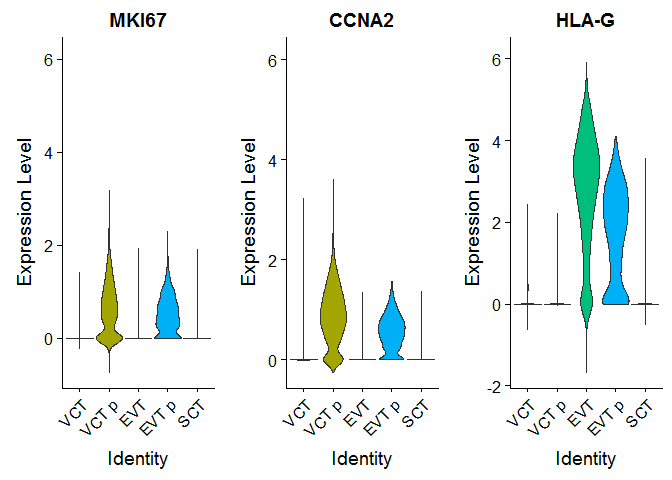 MKI67
Expression Level
6
4
2
0
VCT
VCT p
EVT
EVT p
SCT
Identity
CCNA2
Expression Level
6
4
2
0
VCT
VCT p
EVT
EVT p
SCT
Identity
HLA-G
Expression Level
6
4
2
0
-2
VCT
VCT p
EVT
EVT p
SCT
Identity